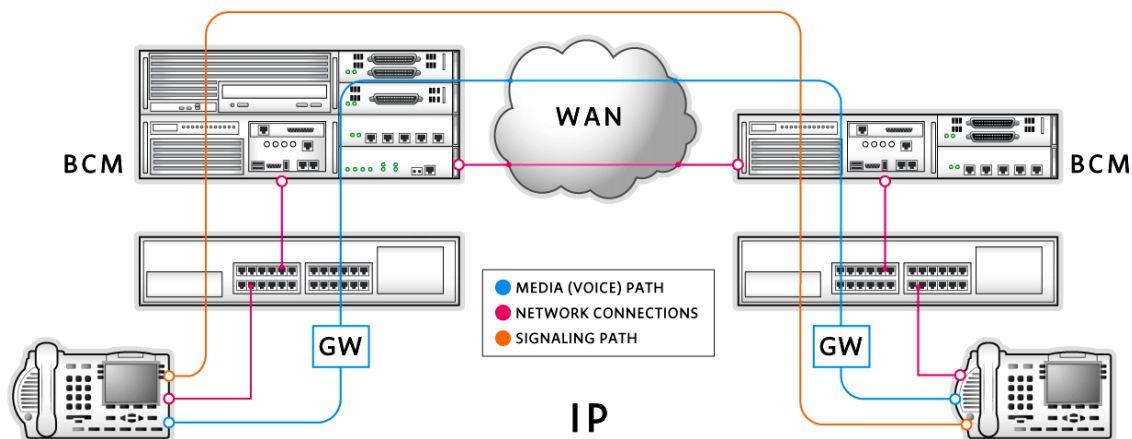 WAN
BCM
BCM
MEDIA (VOICE) PATH
NETWORK CONNECTIONS
SIGNALING PATH
GW
GW
IP